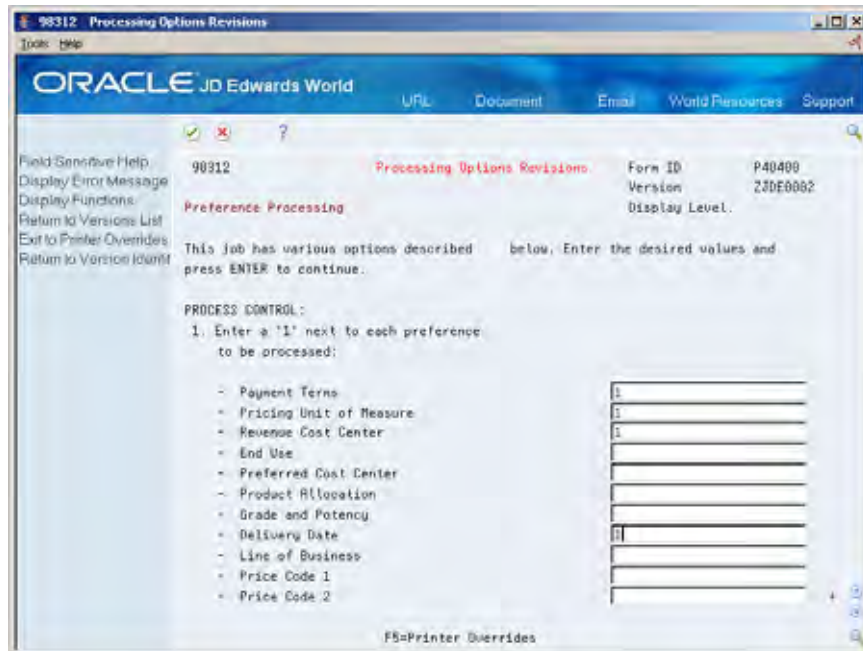 98312 Processing Options Revisions
Tools Help
ORACLE JD Edwards World
URL Document Email World Resources Support
?
Field Sensitive Help
Display Error Message
Display Functions
Return to Versions List
Exit to Printer Overrides
Return to Version Identif
98312 Processing Options Revisions Form ID P40400
Version ZJDE0002
Preference Processing Display Level.
This job has various options described below. Enter the desired values and
press ENTER to continue.
PROCESS CONTROL:
1. Enter a '1' next to each preference
to be processed:
- Payment Terms 1
- Pricing Unit of Measure 1
- Revenue Cost Center 1
- End Use
- Preferred Cost Center
- Product Allocation
- Grade and Potency
- Delivery Date 1
- Line of Business
- Price Code 1
- Price Code 2 +
F5=Printer Overrides